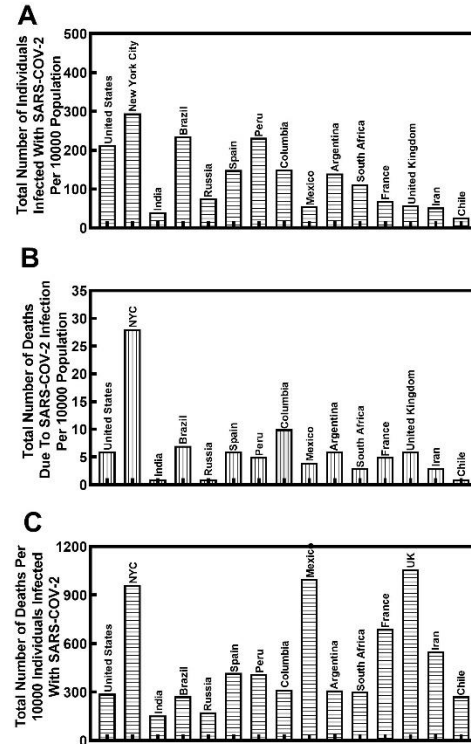 A
Total Number of Individuals
Infected With SARS-COV-2
Per 10000 Population
500
400
300
200
100
0
United States
New York City
India
Brazil
Russia
Spain
Peru
Columbia
Mexico
Argentina
South Africa
France
United Kingdom
Iran
Chile
B
Total Number of Deaths
Due To SARS-COV-2 Infection
Per 10000 Population
35
30
25
20
15
10
5
0
United States
NYC
India
Brazil
Russia
Spain
Peru
Columbia
Mexico
Argentina
South Africa
France
United Kingdom
Iran
Chile
C
Total Number of Deaths Per
10000 Individuals Infected
With SARS-COV-2
1200
900
600
300
0
United States
NYC
India
Brazil
Russia
Spain
Peru
Columbia
Mexico
Argentina
South Africa
France
UK
Iran
Chile